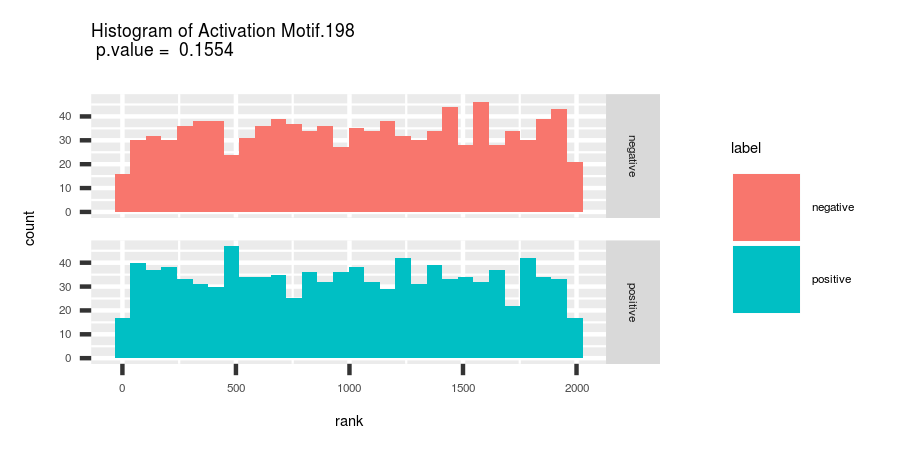 Histogram of Activation Motif.198
p.value = 0.1554
count
40
30
20
10
0
negative
40
30
20
10
0
positive
0 500 1000 1500 2000
rank
label
negative
positive